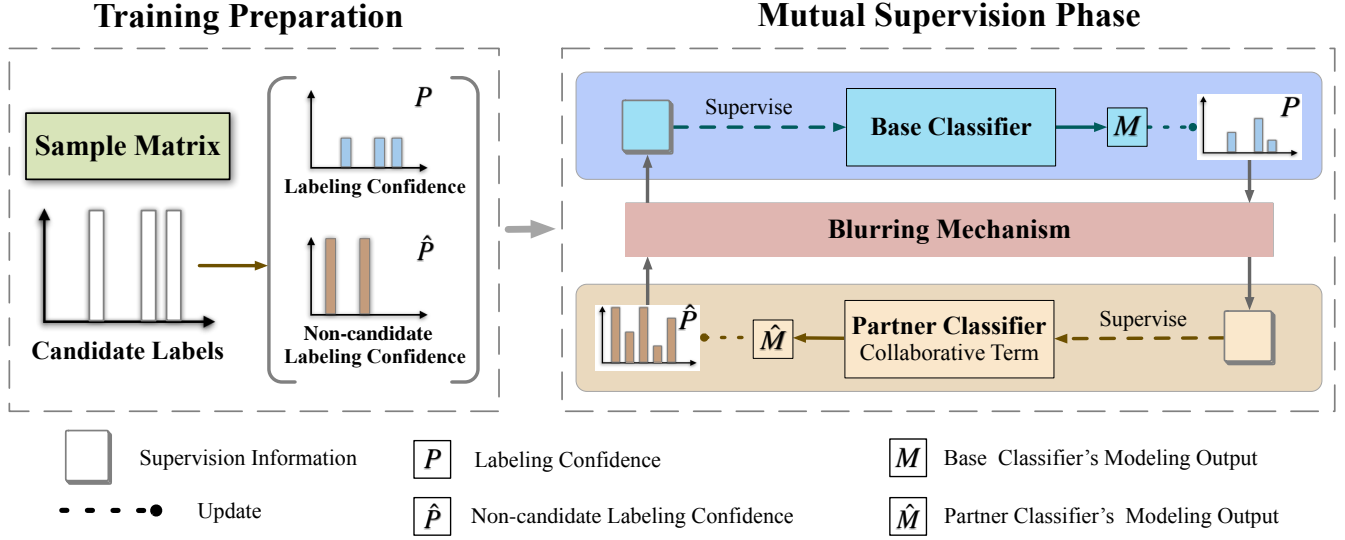 Training Preparation
Mutual Supervision Phase
Sample Matrix
Candidate Labels
P
Labeling Confidence
P̂
Non-candidate
Labeling Confidence
Supervise
Base Classifier
M
P
Blurring Mechanism
P̂
M̂
Partner Classifier
Collaborative Term
Supervise
Supervision Information
P
Labeling Confidence
M
Base Classifier's Modeling Output
Update
P̂
Non-candidate Labeling Confidence
M̂
Partner Classifier's Modeling Output